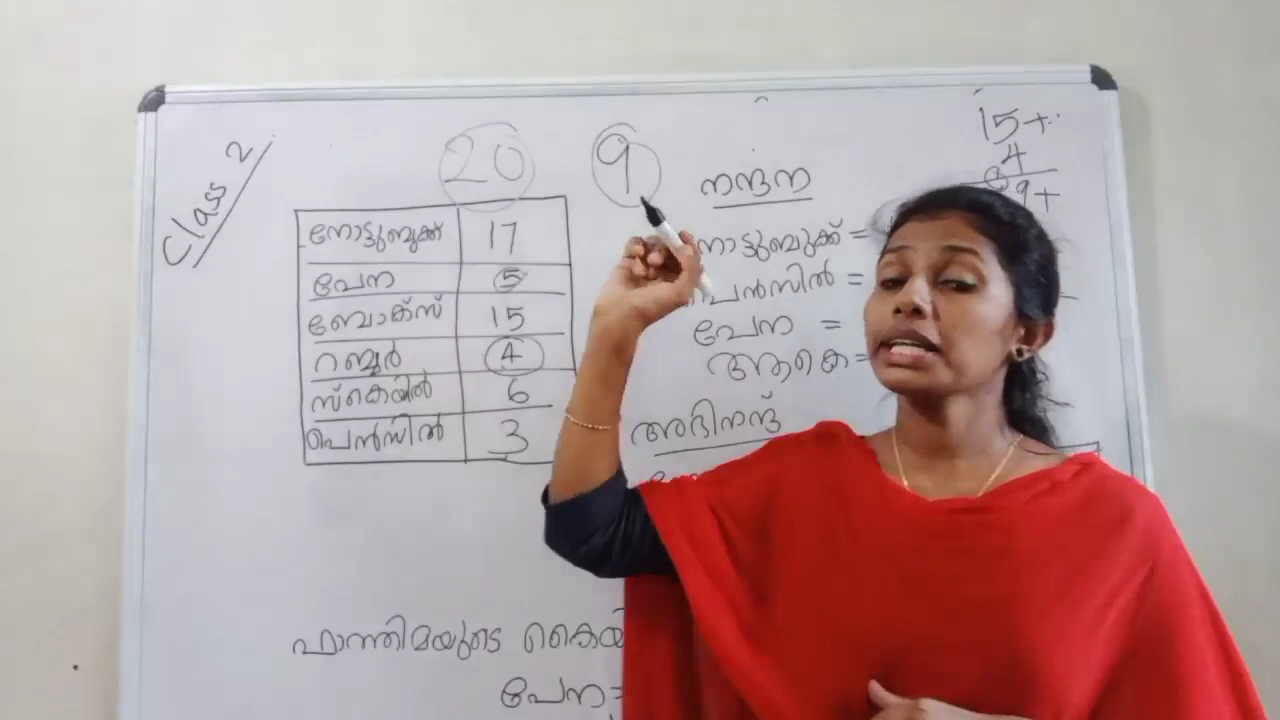 Class 2
20
9
നോട്ടുബുക്ക് 17
പേന 5
ബോക്സ് 15
റബ്ബർ 4
സ്കെയിൽ 6
പെൻസിൽ 3
നന്ദന
നോട്ടുബുക്ക് =
പെൻസിൽ =
പേന =
ആകെ =
അഭിനന്ദ്
15+
4
9+
ഫാത്തിമയുടെ
പേന =